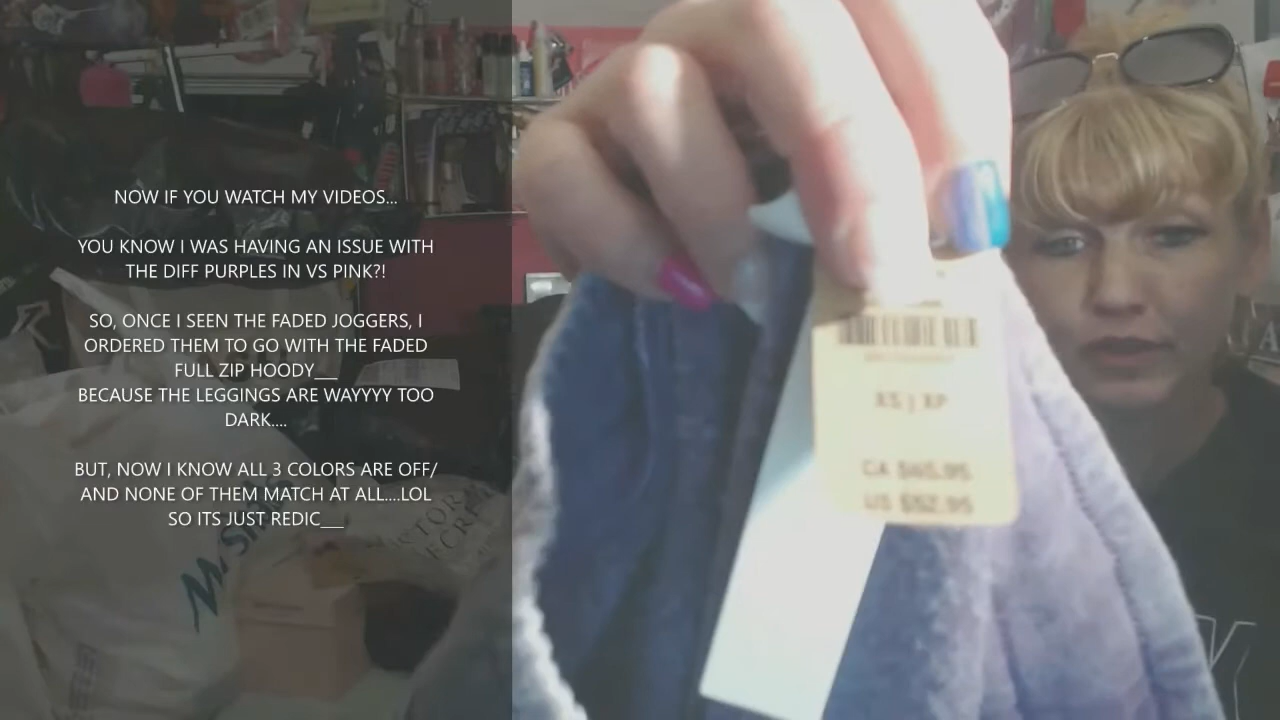 NOW IF YOU WATCH MY VIDEOS...
YOU KNOW I WAS HAVING AN ISSUE WITH
THE DIFF PURPLES IN VS PINK?!
SO, ONCE I SEEN THE FADED JOGGERS, I
ORDERED THEM TO GO WITH THE FADED
FULL ZIP HOODY___
BECAUSE THE LEGGINGS ARE WAYYYY TOO
DARK....
BUT, NOW I KNOW ALL 3 COLORS ARE OFF/
AND NONE OF THEM MATCH AT ALL....LOL
SO ITS JUST REDIC___
XS | XP
US $52.95